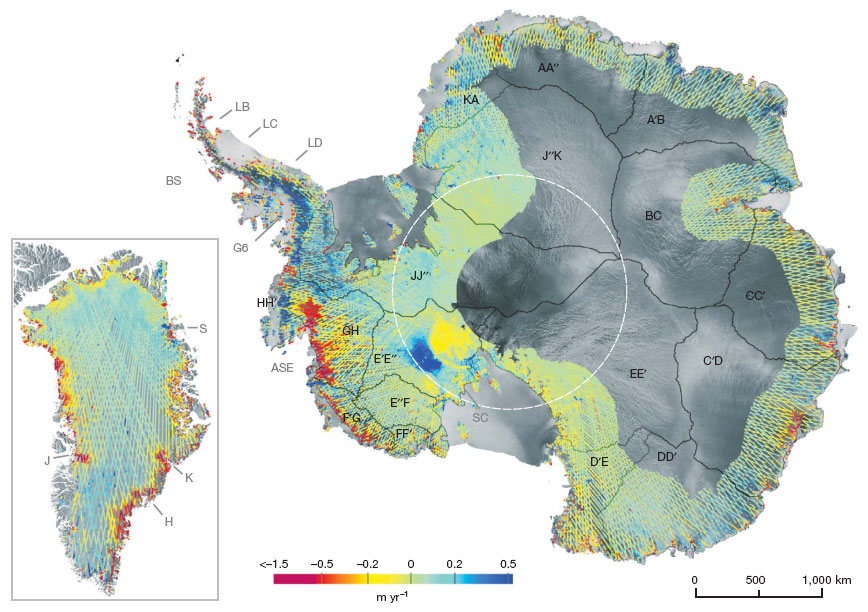 AA"
KA
LB
A'B
LC
LD
J"K
BS
BC
G6
JJ"
CC'
HH'
S
GH
E'E"
ASE
C'D
EE'
E"F
F'G
SC
FF'
DD'
J
D'E
K
H
<–1.5 –0.5 –0.2 0 0.2 0.5
m yr⁻¹
0 500 1,000 km